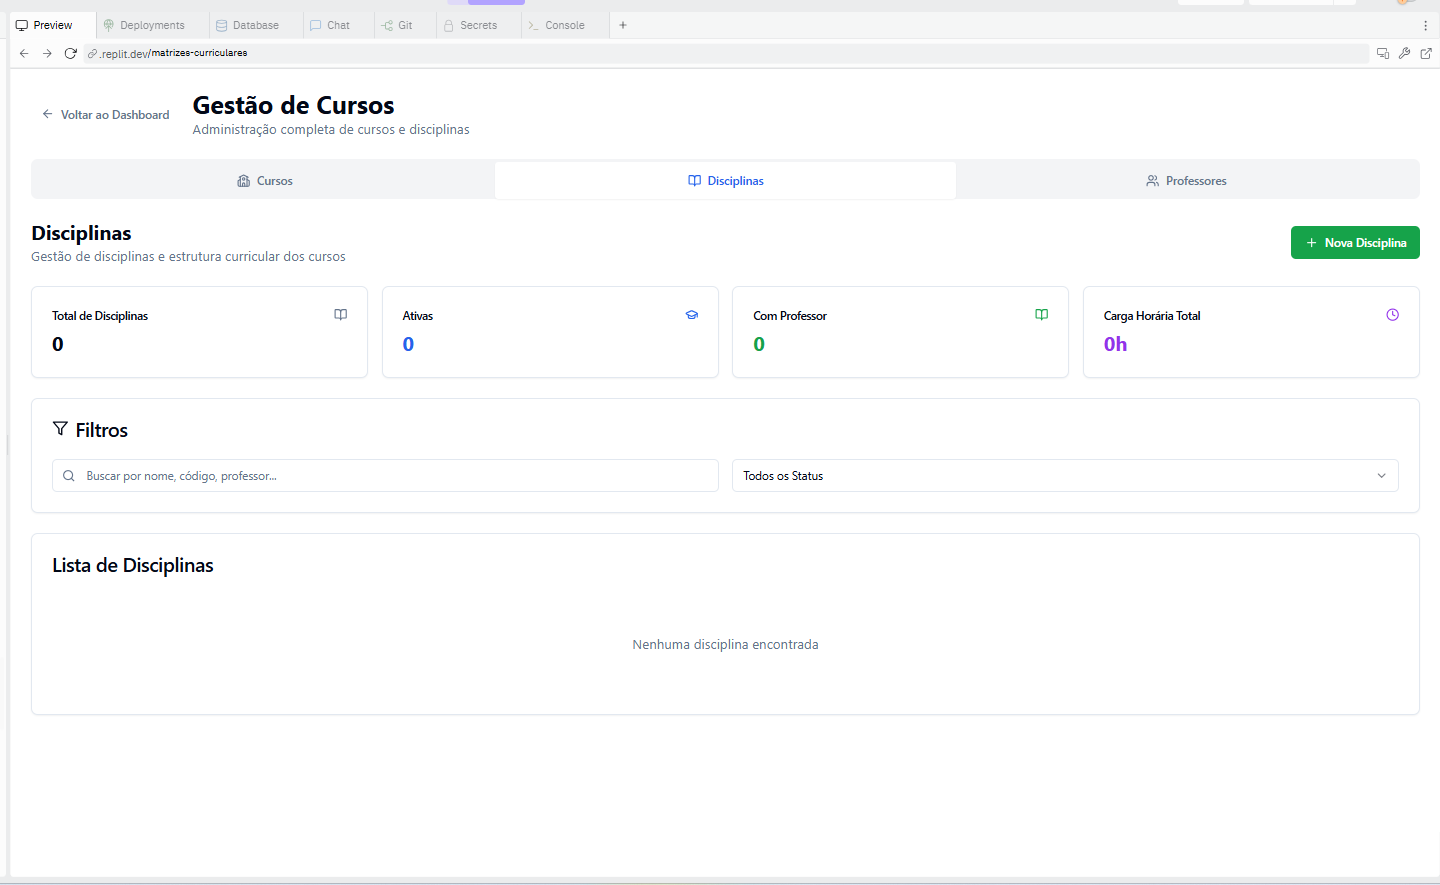 Preview
Deployments
Database
Chat
Git
Secrets
Console
.replit.dev/matrizes-curriculares
Voltar ao Dashboard
Gestão de Cursos
Administração completa de cursos e disciplinas
Cursos
Disciplinas
Professores
Disciplinas
Gestão de disciplinas e estrutura curricular dos cursos
Nova Disciplina
Total de Disciplinas
0
Ativas
0
Com Professor
0
Carga Horária Total
0h
Filtros
Buscar por nome, código, professor...
Todos os Status
Lista de Disciplinas
Nenhuma disciplina encontrada